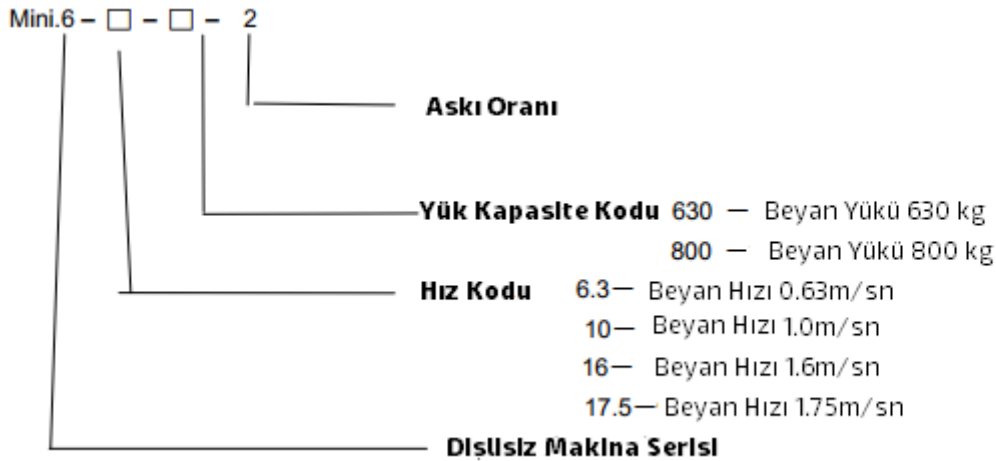 Mini.6 – □ – □ – 2
Askı Oranı
Yük Kapasite Kodu 630 — Beyan Yükü 630 kg
800 — Beyan Yükü 800 kg
Hız Kodu 6.3— Beyan Hızı 0.63m/sn
10— Beyan Hızı 1.0m/sn
16— Beyan Hızı 1.6m/sn
17.5— Beyan Hızı 1.75m/sn
Dişlisiz Makina Serisi